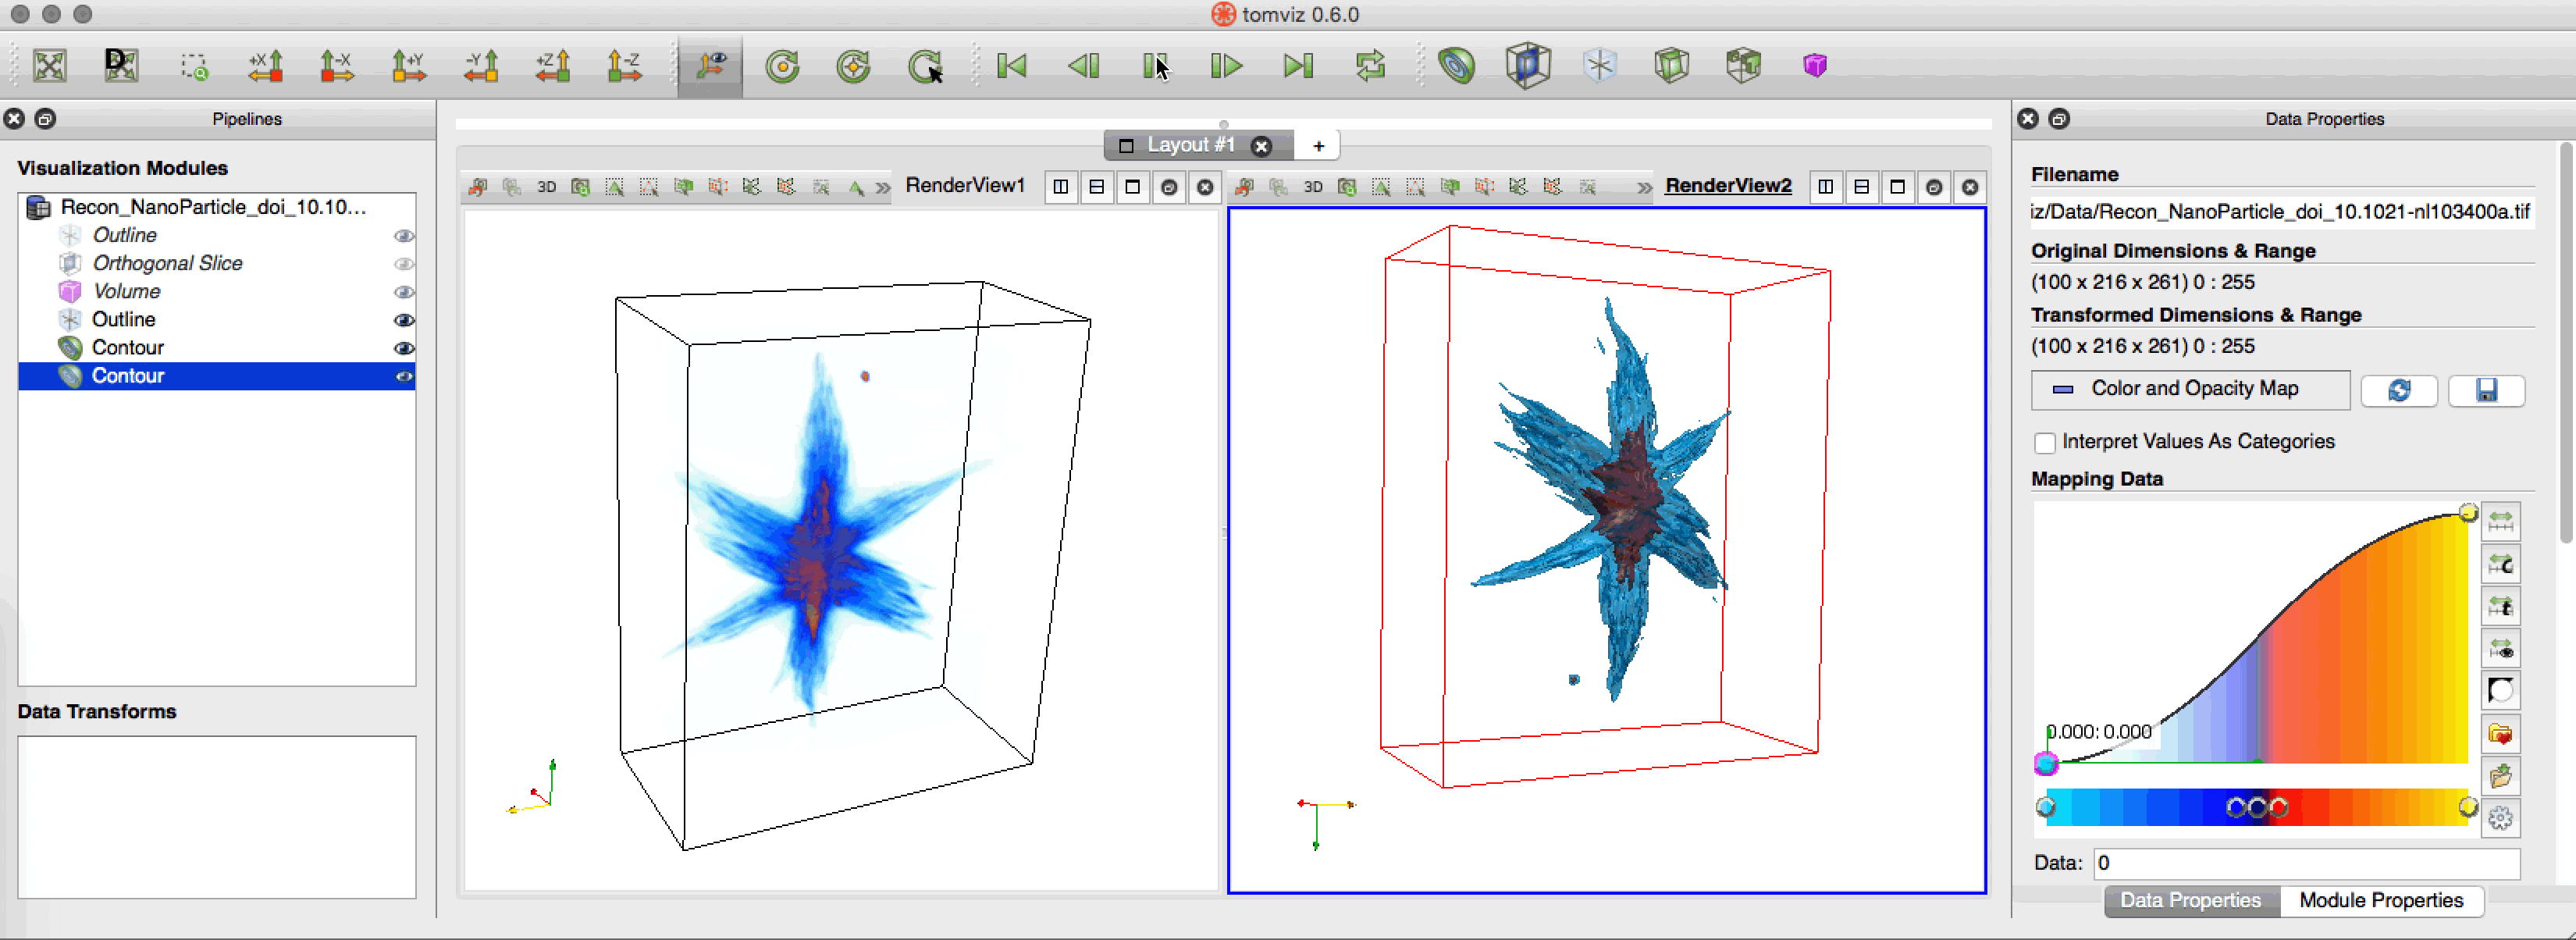 tomviz 0.6.0
D +X -X +Y -Y +Z -Z
Pipelines
Visualization Modules
Recon_NanoParticle_doi_10.10...
Outline
Orthogonal Slice
Volume
Outline
Contour
Contour
Data Transforms
Layout #1 +
3D RenderView1
3D RenderView2
Data Properties
Filename
iz/Data/Recon_NanoParticle_doi_10.1021-nl103400a.tif
Original Dimensions & Range
(100 x 216 x 261) 0 : 255
Transformed Dimensions & Range
(100 x 216 x 261) 0 : 255
Color and Opacity Map
Interpret Values As Categories
Mapping Data
0.000: 0.000
c
t
Data: 0
Data Properties Module Properties